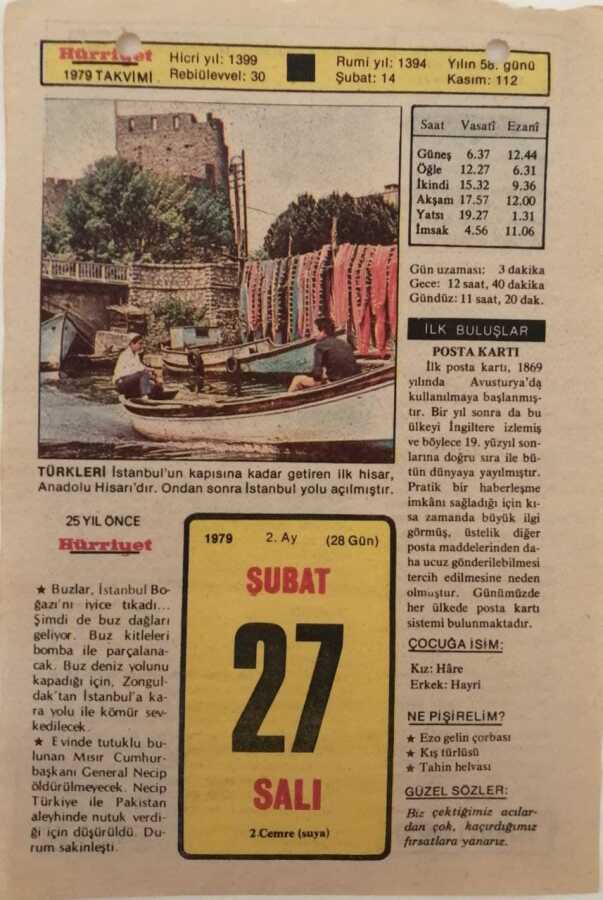 Hürriyet
1979 TAKVİMİ
Hicri yıl: 1399
Rebiülevvel: 30
Rumi yıl: 1394
Şubat: 14
Yılın 58. günü
Kasım: 112
Saat Vasatî Ezanî
Güneş 6.37 12.44
Öğle 12.27 6.31
İkindi 15.32 9.36
Akşam 17.57 12.00
Yatsı 19.27 1.31
İmsak 4.56 11.06
Gün uzaması: 3 dakika
Gece: 12 saat, 40 dakika
Gündüz: 11 saat, 20 dak.
İLK BULUŞLAR
POSTA KARTI
İlk posta kartı, 1869
yılında Avusturya'da
kullanılmaya başlanmış-
tır. Bir yıl sonra da bu
ülkeyi İngiltere izlemiş
ve böylece 19. yüzyıl son-
larına doğru sıra ile bü-
tün dünyaya yayılmıştır.
Pratik bir haberleşme
imkânı sağladığı için kı-
sa zamanda büyük ilgi
görmüş, üstelik diğer
posta maddelerinden da-
ha ucuz gönderilebilmesi
tercih edilmesine neden
olmuştur. Günümüzde
her ülkede posta kartı
sistemi bulunmaktadır.
ÇOCUĞA İSİM:
Kız: Hâre
Erkek: Hayri
NE PİŞİRELİM?
★ Ezo gelin çorbası
★ Kış türlüsü
★ Tahin helvası
GÜZEL SÖZLER:
Biz çektiğimiz acılar-
dan çok, kaçırdığımız
fırsatlara yanarız.
TÜRKLERİ İstanbul'un kapısına kadar getiren ilk hisar,
Anadolu Hisarı'dır. Ondan sonra İstanbul yolu açılmıştır.
25 YIL ÖNCE
Hürriyet
★ Buzlar, İstanbul Bo-
ğazı'nı iyice tıkadı...
Şimdi de buz dağları
geliyor. Buz kitleleri
bomba ile parçalana-
cak. Buz deniz yolunu
kapadığı için, Zongul-
dak'tan İstanbul'a ka-
ra yolu ile kömür sev-
kedilecek.
★ Evinde tutuklu bu-
lunan Mısır Cumhur-
başkanı General Necip
öldürülmeyecek. Necip
Türkiye ile Pakistan
aleyhinde nutuk verdi-
ği için düşürüldü. Du-
rum sakinleşti.
1979 2. Ay (28 Gün)
ŞUBAT
27
SALI
2.Cemre (suya)